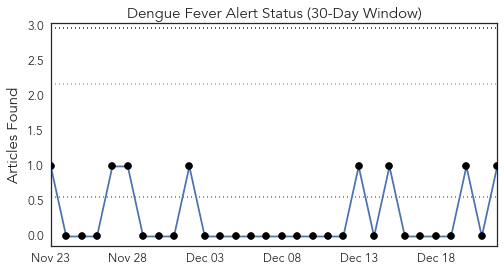 Dengue Fever Alert Status (30-Day Window)
Articles Found
3.0
2.5
2.0
1.5
1.0
0.5
0.0
Nov 23 Nov 28 Dec 03 Dec 08 Dec 13 Dec 18